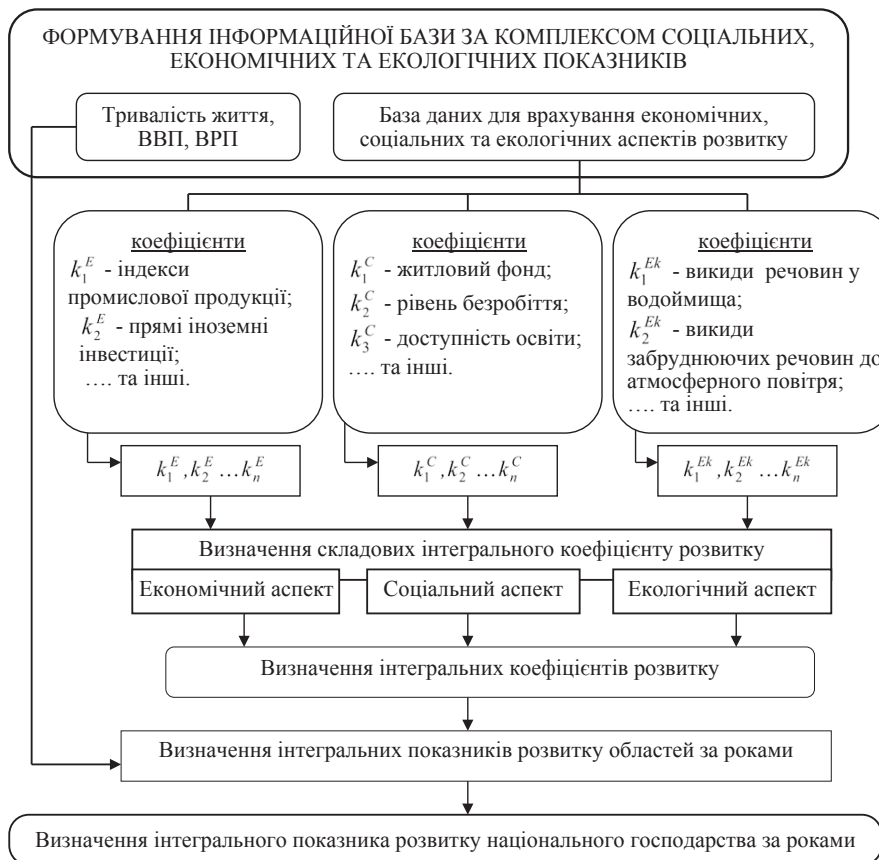 ФОРМУВАННЯ ІНФОРМАЦІЙНОЇ БАЗИ ЗА КОМПЛЕКСОМ СОЦІАЛЬНИХ,
ЕКОНОМІЧНИХ ТА ЕКОЛОГІЧНИХ ПОКАЗНИКІВ
Тривалість життя,
ВВП, ВРП
База даних для врахування економічних,
соціальних та екологічних аспектів розвитку
коефіцієнти
k₁ᴱ - індекси
промислової продукції;
k₂ᴱ - прямі іноземні
інвестиції;
…. та інші.
коефіцієнти
k₁ᶜ - житловий фонд;
k₂ᶜ - рівень безробіття;
k₃ᶜ - доступність освіти;
…. та інші.
коефіцієнти
k₁ᴱᵏ - викиди речовин у
водоймища;
k₂ᴱᵏ - викиди
забруднюючих речовин до
атмосферного повітря;
…. та інші.
k₁ᴱ, k₂ᴱ … kₙᴱ
k₁ᶜ, k₂ᶜ … kₙᶜ
k₁ᴱᵏ, k₂ᴱᵏ … kₙᴱᵏ
Визначення складових інтегрального коефіцієнту розвитку
Економічний аспект
Соціальний аспект
Екологічний аспект
Визначення інтегральних коефіцієнтів розвитку
Визначення інтегральних показників розвитку областей за роками
Визначення інтегрального показника розвитку національного господарства за роками